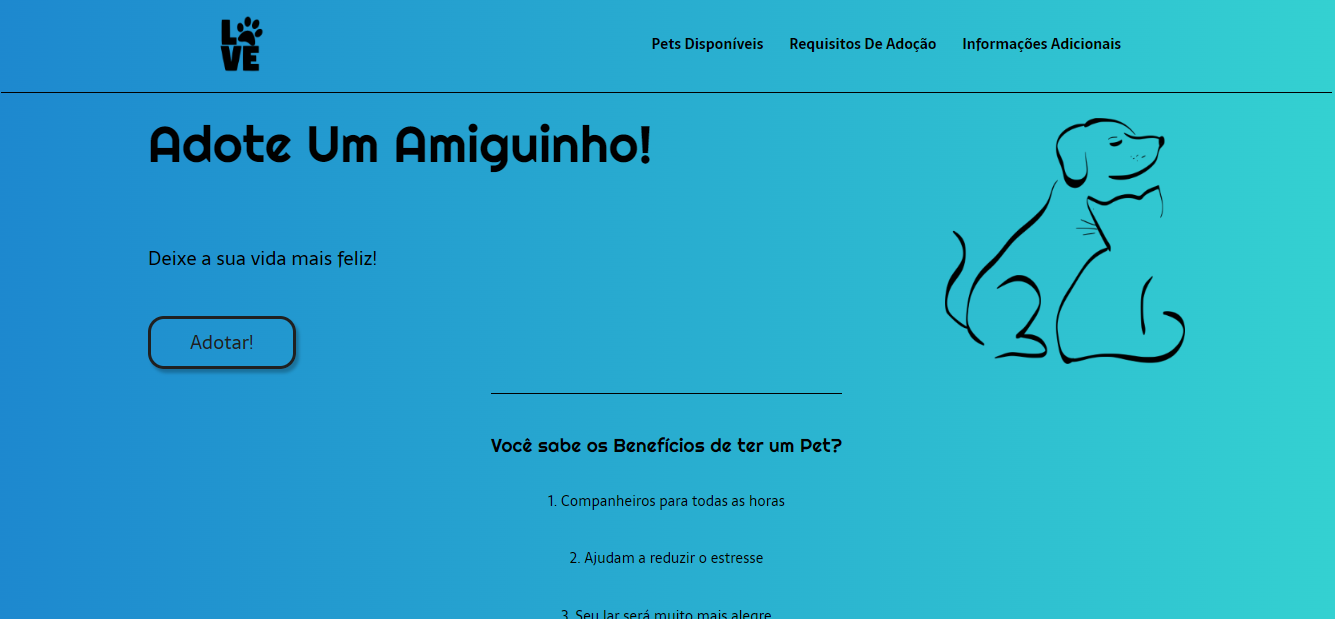 LOVE
Pets Disponíveis
Requisitos De Adoção
Informações Adicionais
Adote Um Amiguinho!
Deixe a sua vida mais feliz!
Adotar!
Você sabe os Benefícios de ter um Pet?
1. Companheiros para todas as horas
2. Ajudam a reduzir o estresse
3. Seu lar será muito mais alegre